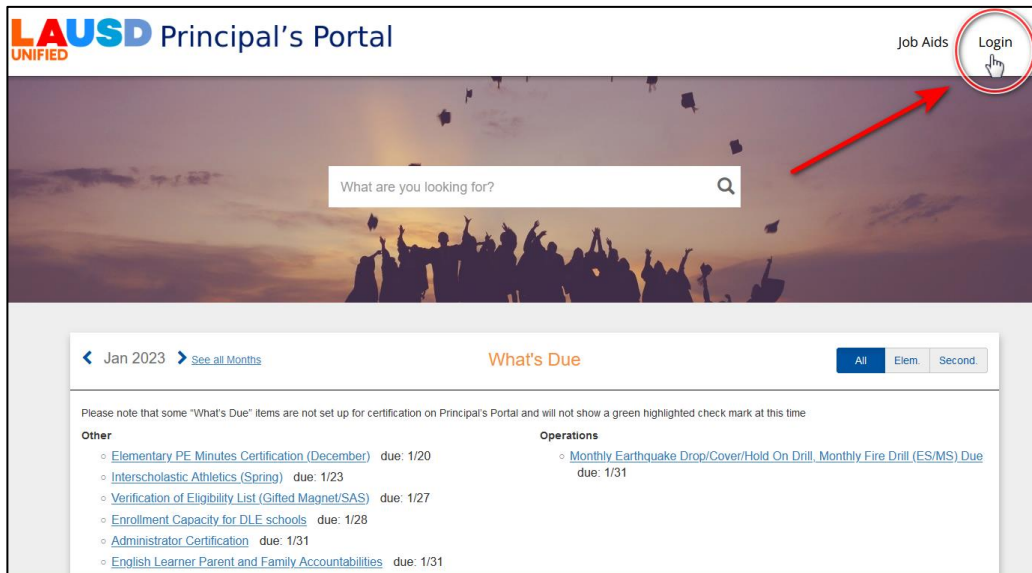 LAUSD
UNIFIED
Principal's Portal
Job Aids
Login
What are you looking for?
Jan 2023
See all Months
What's Due
All
Elem.
Second.
Please note that some “What's Due” items are not set up for certification on Principal's Portal and will not show a green highlighted check mark at this time
Other
Elementary PE Minutes Certification (December) due: 1/20
Interscholastic Athletics (Spring) due: 1/23
Verification of Eligibility List (Gifted Magnet/SAS) due: 1/27
Enrollment Capacity for DLE schools due: 1/28
Administrator Certification due: 1/31
English Learner Parent and Family Accountabilities due: 1/31
Operations
Monthly Earthquake Drop/Cover/Hold On Drill, Monthly Fire Drill (ES/MS) Due
due: 1/31